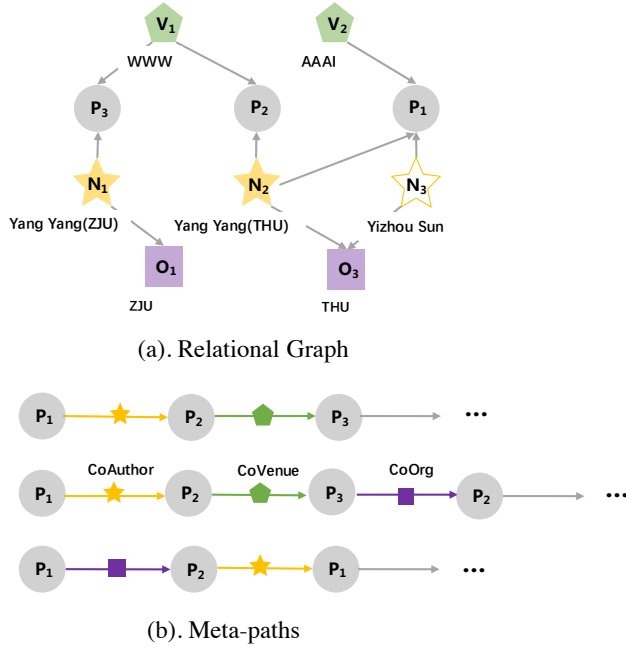 V1 V2
WWW AAAI
P3 P2 P1
N1 N2 N3
Yang Yang(ZJU) Yang Yang(THU) Yizhou Sun
O1 O3
ZJU THU
(a). Relational Graph
P1 P2 P3 ...
CoAuthor CoVenue CoOrg
P1 P2 P3 P2 ...
P1 P2 P1 ...
(b). Meta-paths